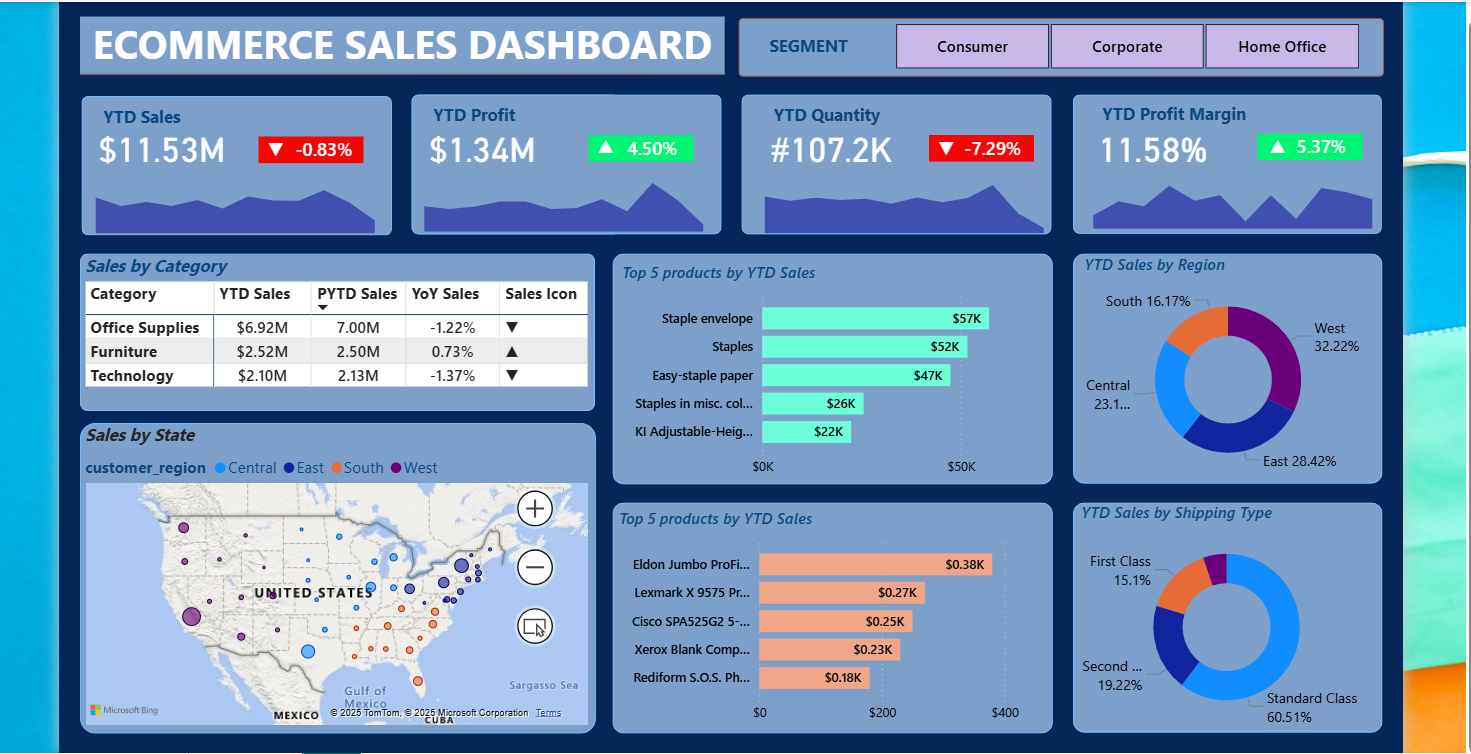 ECOMMERCE SALES DASHBOARD
SEGMENT
Consumer
Corporate
Home Office
YTD Sales
$11.53M
▼ -0.83%
YTD Profit
$1.34M
▲ 4.50%
YTD Quantity
#107.2K
▼ -7.29%
YTD Profit Margin
11.58%
▲ 5.37%
Sales by Category
Category YTD Sales PYTD Sales YoY Sales Sales Icon
Office Supplies $6.92M 7.00M -1.22% ▼
Furniture $2.52M 2.50M 0.73% ▲
Technology $2.10M 2.13M -1.37% ▼
Sales by State
customer_region Central East South West
UNITED STATES
Gulf of
Mexico
Sargasso Sea
MEXICO
CUBA
Microsoft Bing
© 2025 TomTom, © 2025 Microsoft Corporation Terms
Top 5 products by YTD Sales
Staple envelope $57K
Staples $52K
Easy-staple paper $47K
Staples in misc. col... $26K
KI Adjustable-Heig... $22K
$0K $50K
Top 5 products by YTD Sales
Eldon Jumbo ProFi... $0.38K
Lexmark X 9575 Pr... $0.27K
Cisco SPA525G2 5-... $0.25K
Xerox Blank Comp... $0.23K
Rediform S.O.S. Ph... $0.18K
$0 $200 $400
YTD Sales by Region
South 16.17%
West
32.22%
Central
23.1...
East 28.42%
YTD Sales by Shipping Type
First Class
15.1%
Second ...
19.22%
Standard Class
60.51%